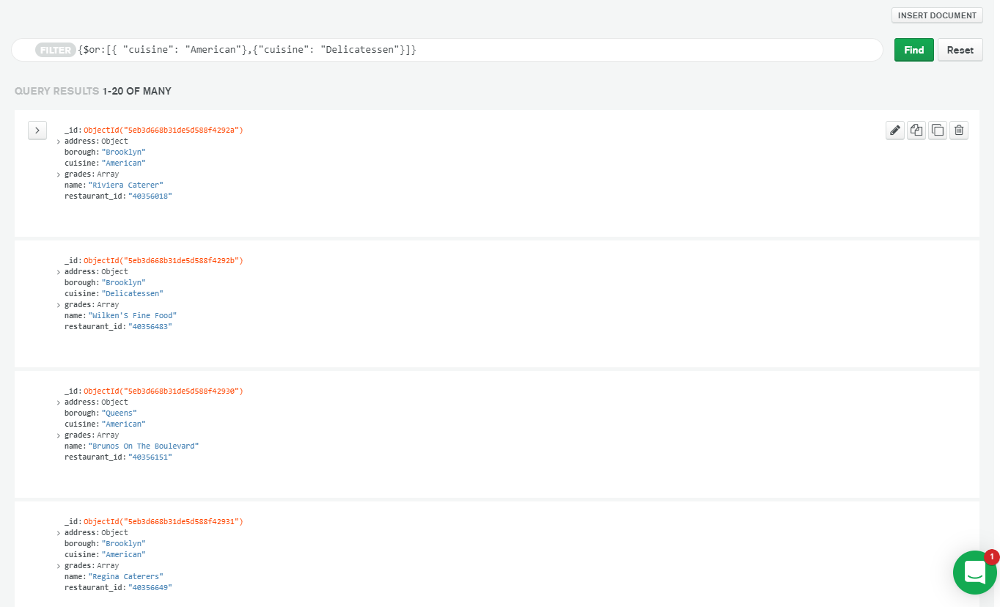 INSERT DOCUMENT
FILTER {$or:[{ "cuisine": "American"},{"cuisine": "Delicatessen"}]}
Find
Reset
QUERY RESULTS 1-20 OF MANY
_id: ObjectId("5eb3d668b31de5d588f4292a")
address: Object
borough: "Brooklyn"
cuisine: "American"
grades: Array
name: "Riviera Caterer"
restaurant_id: "40356018"
_id: ObjectId("5eb3d668b31de5d588f4292b")
address: Object
borough: "Brooklyn"
cuisine: "Delicatessen"
grades: Array
name: "Wilken'S Fine Food"
restaurant_id: "40356483"
_id: ObjectId("5eb3d668b31de5d588f42930")
address: Object
borough: "Queens"
cuisine: "American"
grades: Array
name: "Brunos On The Boulevard"
restaurant_id: "40356151"
_id: ObjectId("5eb3d668b31de5d588f42931")
address: Object
borough: "Brooklyn"
cuisine: "American"
grades: Array
name: "Regina Caterers"
restaurant_id: "40356649"
1